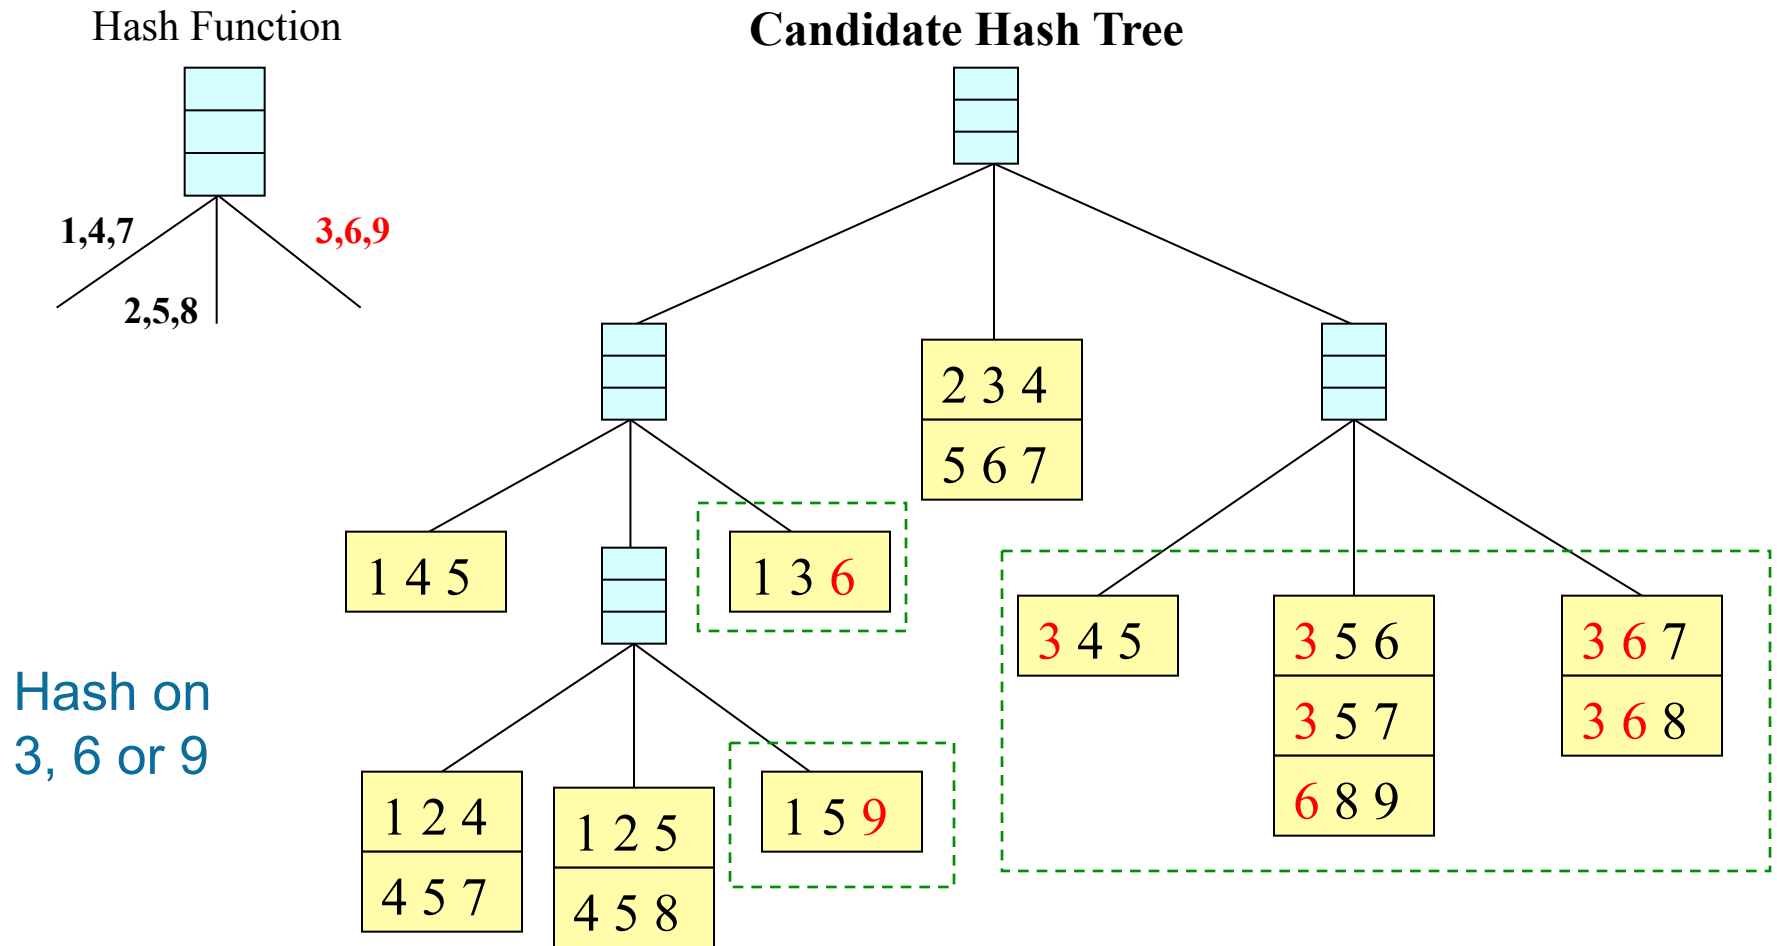 Hash Function
Candidate Hash Tree
1,4,7
3,6,9
2,5,8
2 3 4
5 6 7
1 4 5
1 3 6
3 4 5
3 5 6
3 6 7
3 5 7
3 6 8
6 8 9
Hash on
3, 6 or 9
1 2 4
1 2 5
1 5 9
4 5 7
4 5 8